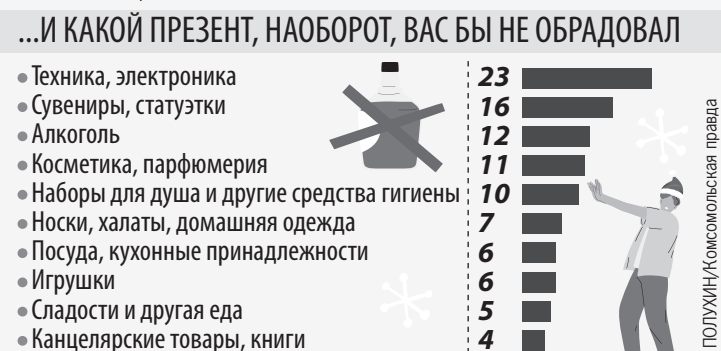 ...И КАКОЙ ПРЕЗЕНТ, НАОБОРОТ, ВАС БЫ НЕ ОБРАДОВАЛ
• Техника, электроника 23
• Сувениры, статуэтки 16
• Алкоголь 12
• Косметика, парфюмерия 11
• Наборы для душа и другие средства гигиены 10
• Носки, халаты, домашняя одежда 7
• Посуда, кухонные принадлежности 6
• Игрушки 6
• Сладости и другая еда 5
• Канцелярские товары, книги 4
ПОЛУХИН/Комсомольская правда